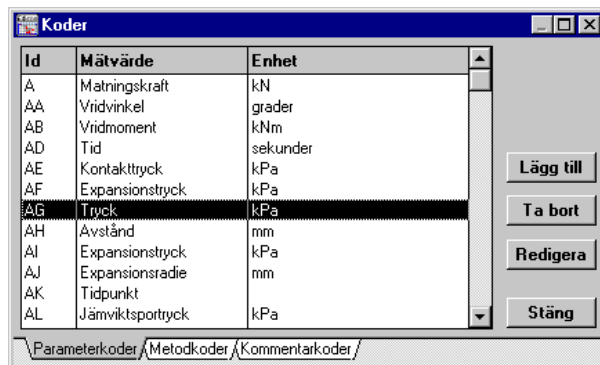 Koder
Id Mätvärde Enhet
A Matningskraft kN
AA Vridvinkel grader
AB Vridmoment kNm
AD Tid sekunder
AE Kontakttryck kPa
AF Expansionstryck kPa
AG Tryck kPa
AH Avstånd mm
AI Expansionstryck kPa
AJ Expansionsradie mm
AK Tidpunkt
AL Jämviktsportryck kPa
Lägg till
Ta bort
Redigera
Stäng
Parameterkoder Metodkoder Kommentarkoder